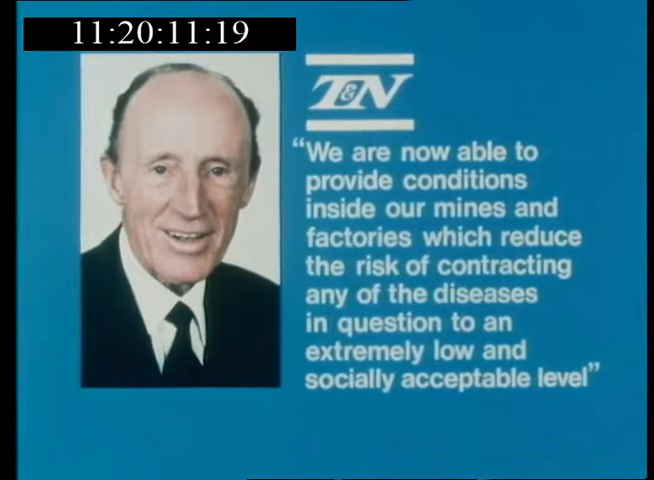 11:20:11:19
T&N
“We are now able to
provide conditions
inside our mines and
factories which reduce
the risk of contracting
any of the diseases
in question to an
extremely low and
socially acceptable level”